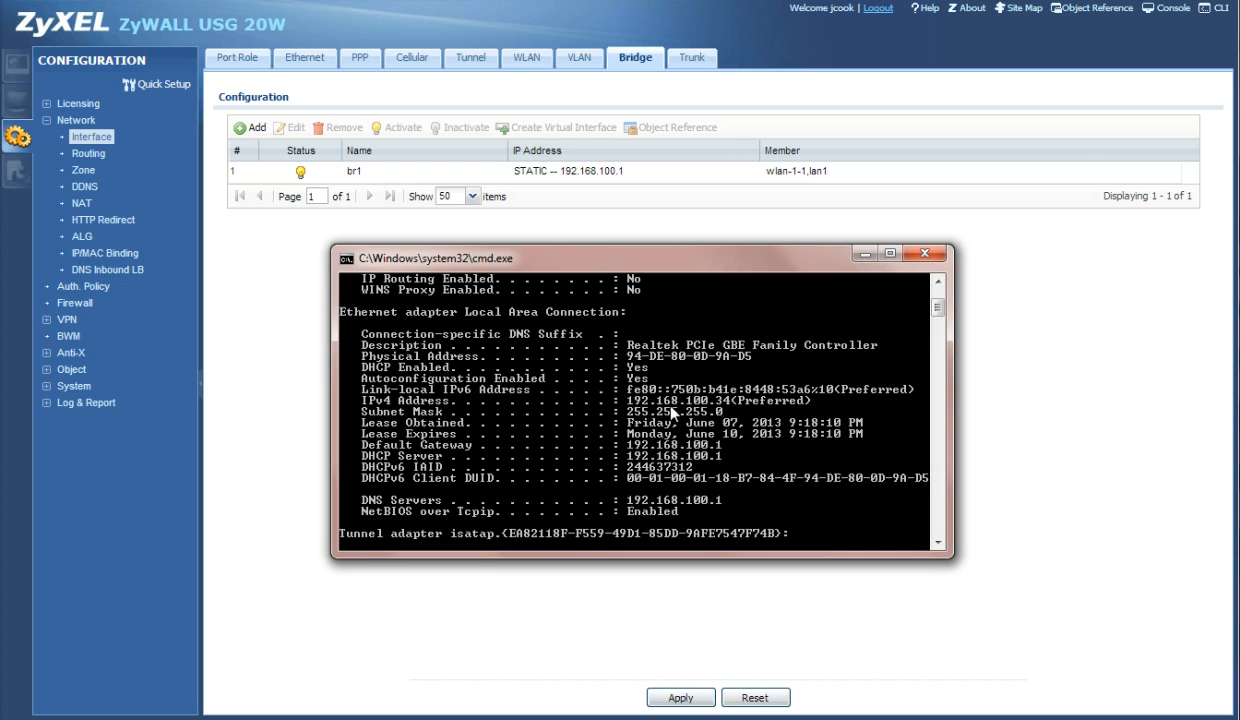 ZyXEL ZyWALL USG 20W
Welcome jcook | Logout ? Help Z About Site Map Object Reference Console CLI
CONFIGURATION
Quick Setup
Licensing
Network
Interface
Routing
Zone
DDNS
NAT
HTTP Redirect
ALG
IP/MAC Binding
DNS Inbound LB
Auth. Policy
Firewall
VPN
BWM
Anti-X
Object
System
Log & Report
Port Role Ethernet PPP Cellular Tunnel WLAN VLAN Bridge Trunk
Configuration
Add Edit Remove Activate Inactivate Create Virtual Interface Object Reference
# Status Name IP Address Member
1 br1 STATIC -- 192.168.100.1 wlan-1-1,lan1
Page 1 of 1 Show 50 items Displaying 1 - 1 of 1
C:\Windows\system32\cmd.exe
IP Routing Enabled. . . . . . . . : No
WINS Proxy Enabled. . . . . . . . : No
Ethernet adapter Local Area Connection:
Connection-specific DNS Suffix . :
Description . . . . . . . . . . . : Realtek PCIe GBE Family Controller
Physical Address. . . . . . . . . : 94-DE-80-0D-9A-D5
DHCP Enabled. . . . . . . . . . . : Yes
Autoconfiguration Enabled . . . . : Yes
Link-local IPv6 Address . . . . . : fe80::750b:b41e:8448:53a6%10(Preferred)
IPv4 Address. . . . . . . . . . . : 192.168.100.34(Preferred)
Subnet Mask . . . . . . . . . . . : 255.255.255.0
Lease Obtained. . . . . . . . . . : Friday, June 07, 2013 9:18:10 PM
Lease Expires . . . . . . . . . . : Monday, June 10, 2013 9:18:10 PM
Default Gateway . . . . . . . . . : 192.168.100.1
DHCP Server . . . . . . . . . . . : 192.168.100.1
DHCPv6 IAID . . . . . . . . . . . : 244637312
DHCPv6 Client DUID. . . . . . . . : 00-01-00-01-18-B7-84-4F-94-DE-80-0D-9A-D5
DNS Servers . . . . . . . . . . . : 192.168.100.1
NetBIOS over Tcpip. . . . . . . . : Enabled
Tunnel adapter isatap.{EA82118F-F559-49D1-85DD-9AFE7547F74B}:
Apply Reset